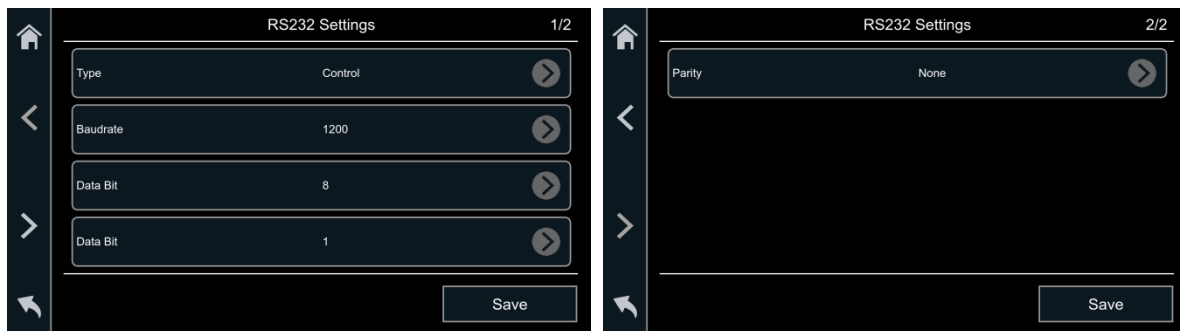 RS232 Settings 1/2
Type Control
Baudrate 1200
Data Bit 8
Data Bit 1
Save
RS232 Settings 2/2
Parity None
Save